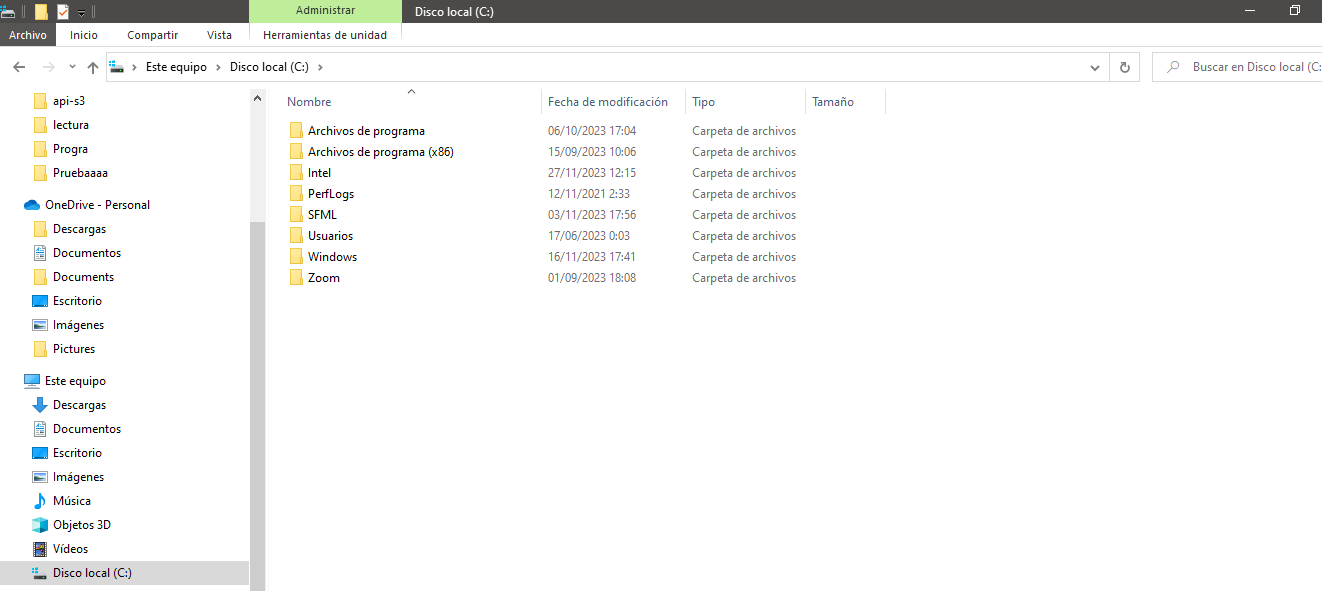 Administrar Disco local (C:)
Archivo Inicio Compartir Vista Herramientas de unidad
Este equipo Disco local (C:) Buscar en Disco local (C:
api-s3
lectura
Progra
Pruebaaaa
OneDrive - Personal
Descargas
Documentos
Documents
Escritorio
Imágenes
Pictures
Este equipo
Descargas
Documentos
Escritorio
Imágenes
Música
Objetos 3D
Vídeos
Disco local (C:)
Nombre Fecha de modificación Tipo Tamaño
Archivos de programa 06/10/2023 17:04 Carpeta de archivos
Archivos de programa (x86) 15/09/2023 10:06 Carpeta de archivos
Intel 27/11/2023 12:15 Carpeta de archivos
PerfLogs 12/11/2021 2:33 Carpeta de archivos
SFML 03/11/2023 17:56 Carpeta de archivos
Usuarios 17/06/2023 0:03 Carpeta de archivos
Windows 16/11/2023 17:41 Carpeta de archivos
Zoom 01/09/2023 18:08 Carpeta de archivos